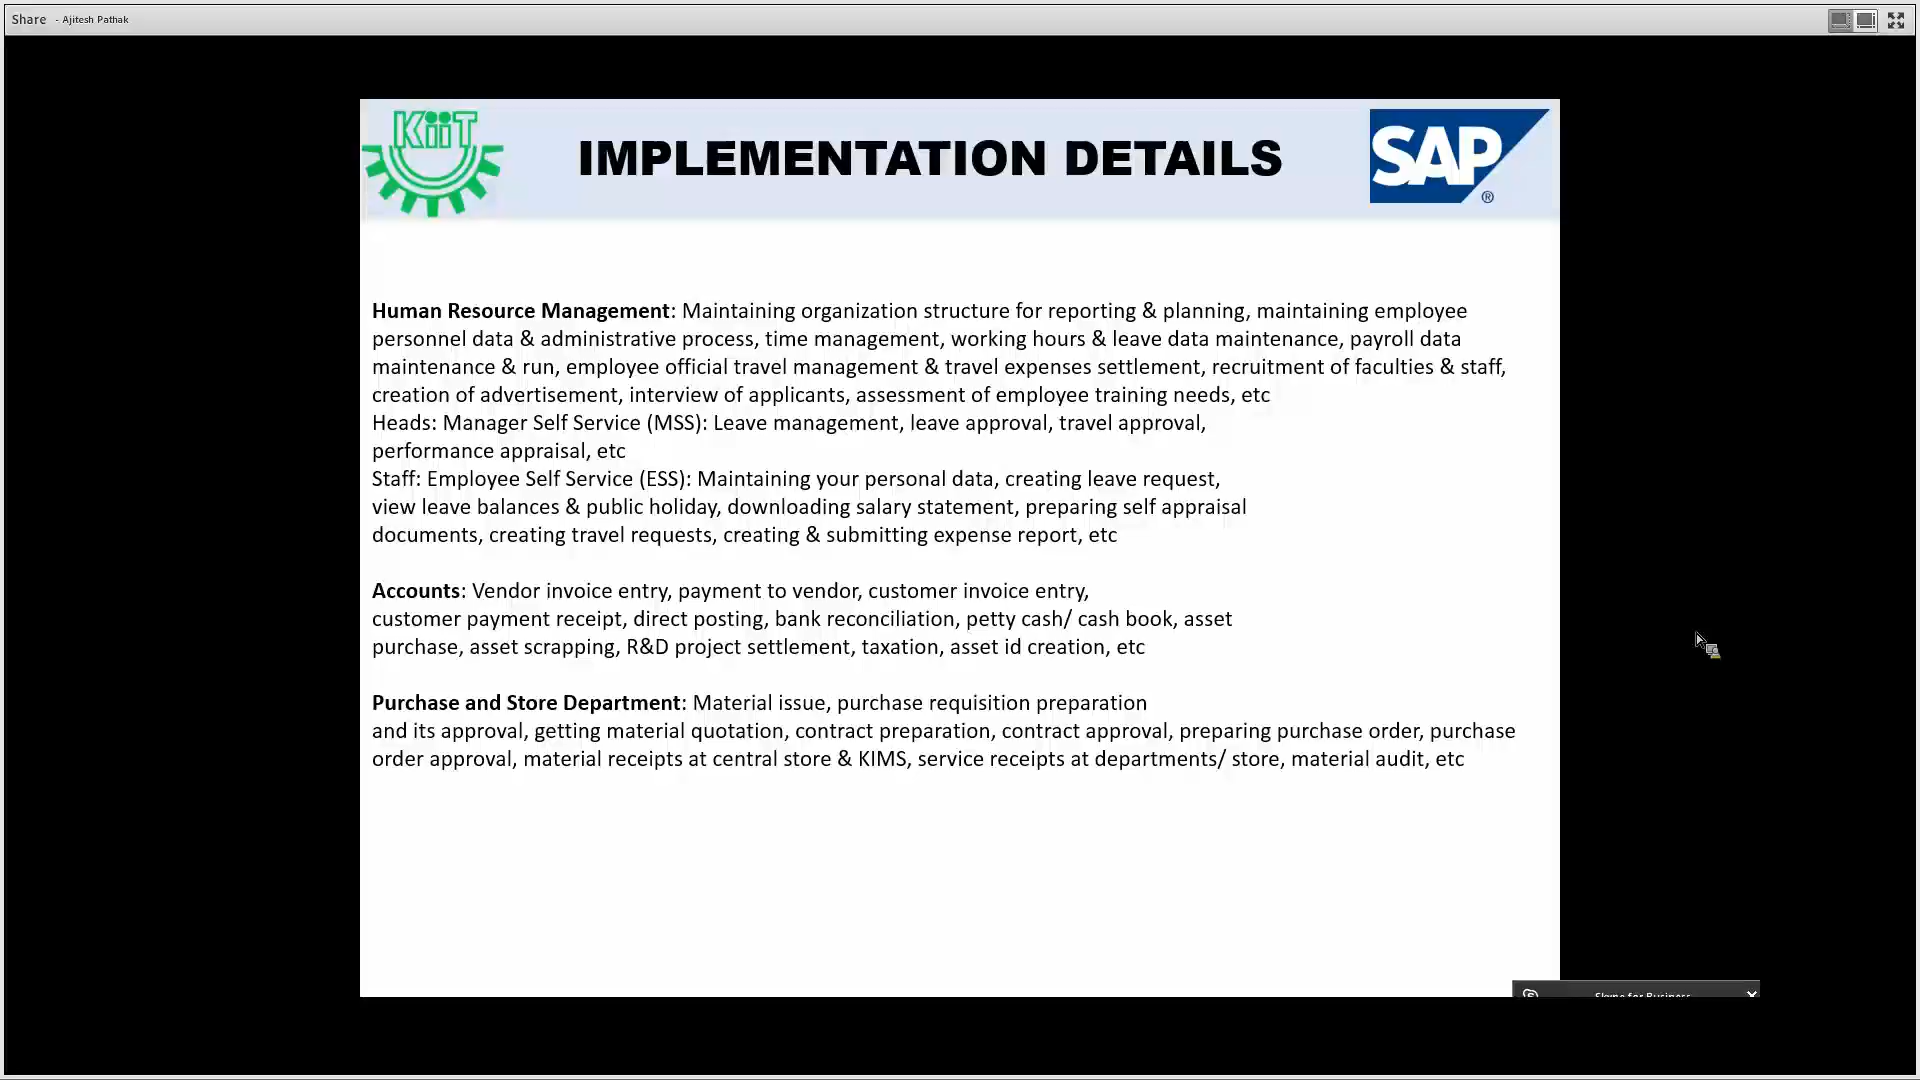 Share - Ajitesh Pathak
KiiT
IMPLEMENTATION DETAILS
SAP
®
Human Resource Management: Maintaining organization structure for reporting & planning, maintaining employee
personnel data & administrative process, time management, working hours & leave data maintenance, payroll data
maintenance & run, employee official travel management & travel expenses settlement, recruitment of faculties & staff,
creation of advertisement, interview of applicants, assessment of employee training needs, etc
Heads: Manager Self Service (MSS): Leave management, leave approval, travel approval,
performance appraisal, etc
Staff: Employee Self Service (ESS): Maintaining your personal data, creating leave request,
view leave balances & public holiday, downloading salary statement, preparing self appraisal
documents, creating travel requests, creating & submitting expense report, etc
Accounts: Vendor invoice entry, payment to vendor, customer invoice entry,
customer payment receipt, direct posting, bank reconciliation, petty cash/ cash book, asset
purchase, asset scrapping, R&D project settlement, taxation, asset id creation, etc
Purchase and Store Department: Material issue, purchase requisition preparation
and its approval, getting material quotation, contract preparation, contract approval, preparing purchase order, purchase
order approval, material receipts at central store & KIMS, service receipts at departments/ store, material audit, etc
Skype for Business